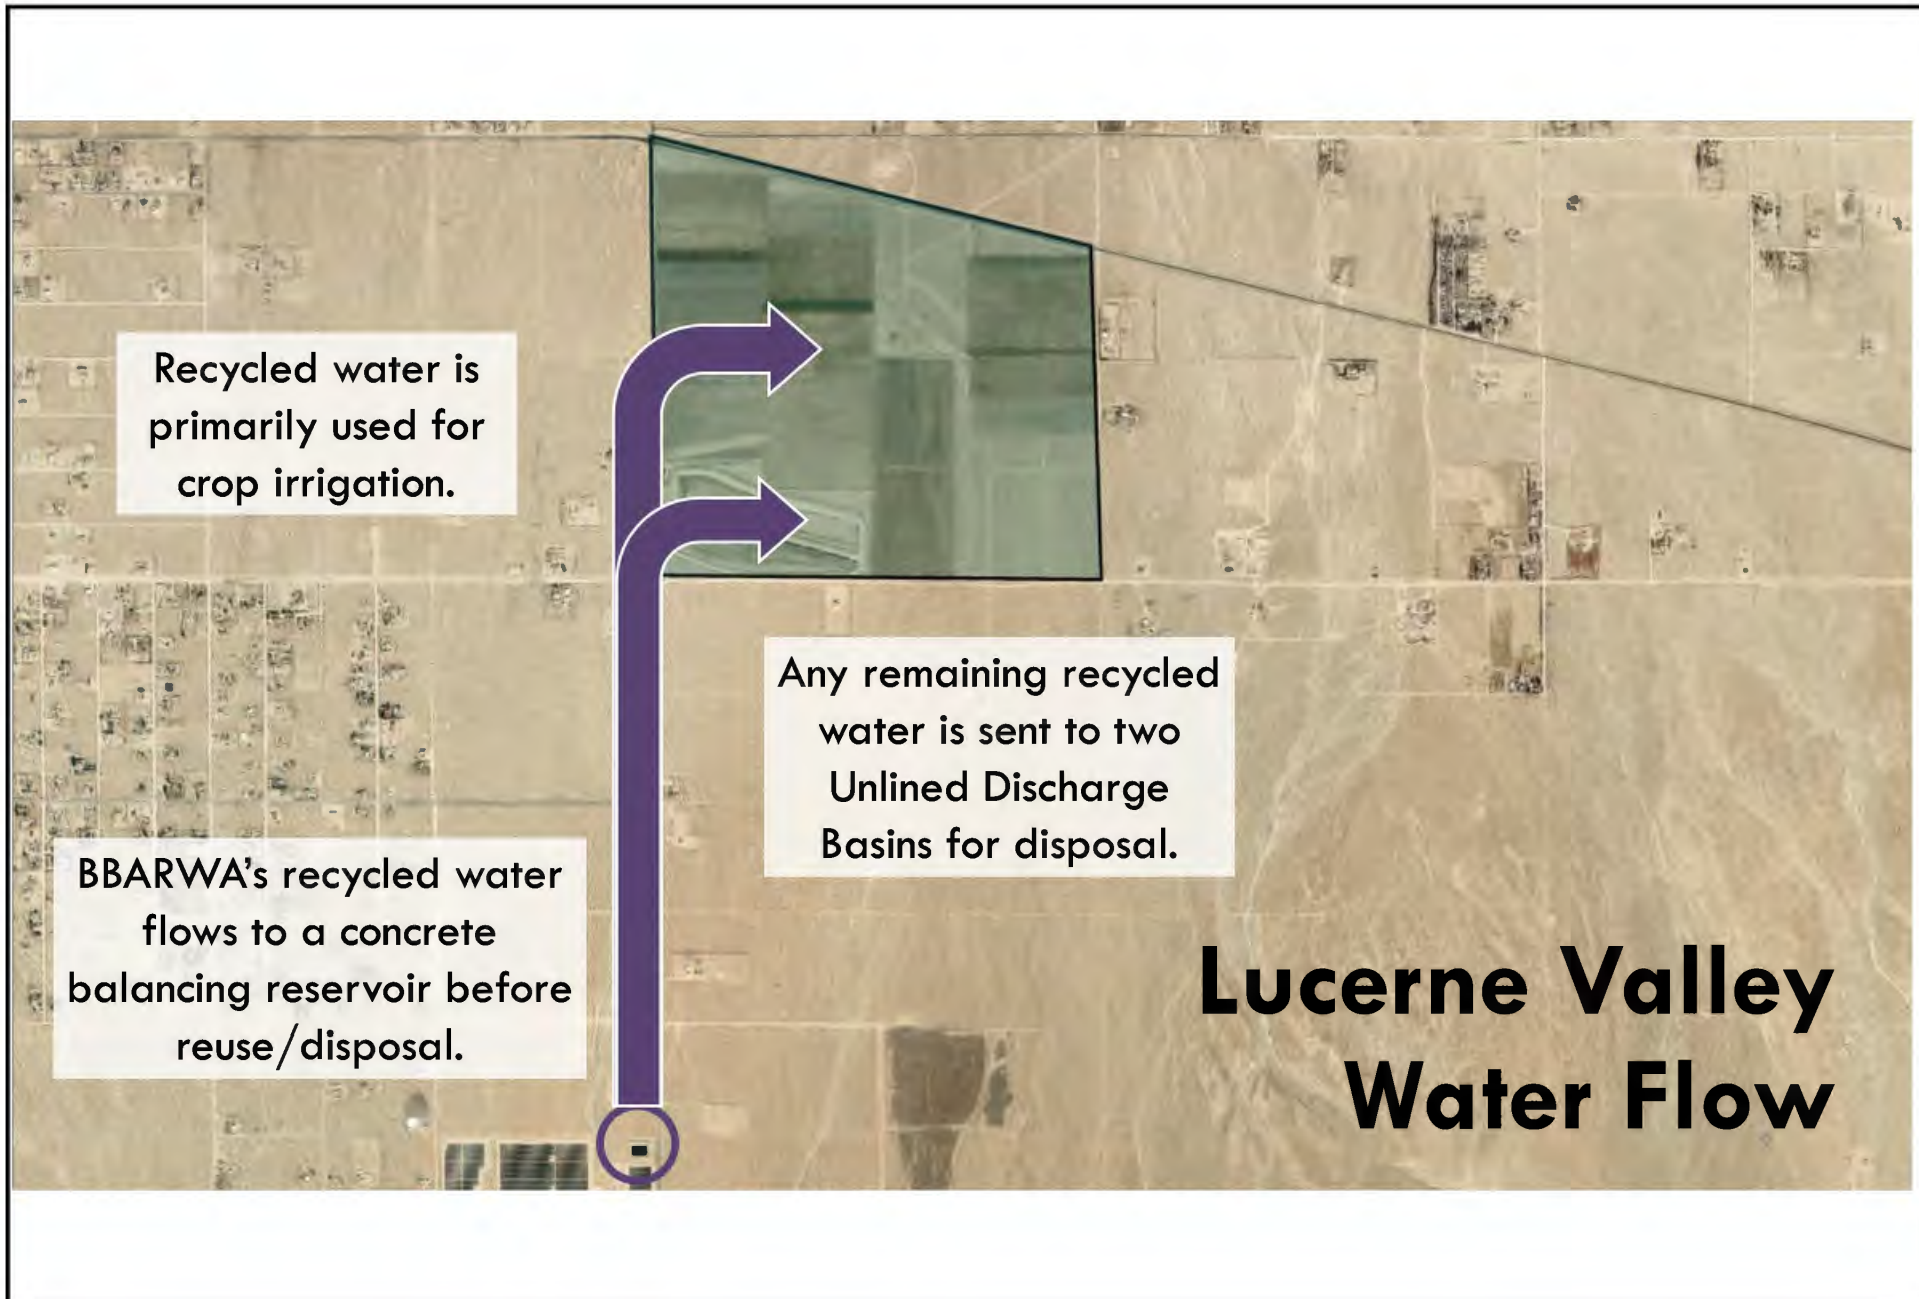 Recycled water is
primarily used for
crop irrigation.
Any remaining recycled
water is sent to two
Unlined Discharge
Basins for disposal.
BBARWA's recycled water
flows to a concrete
balancing reservoir before
reuse/disposal.
Lucerne Valley
Water Flow